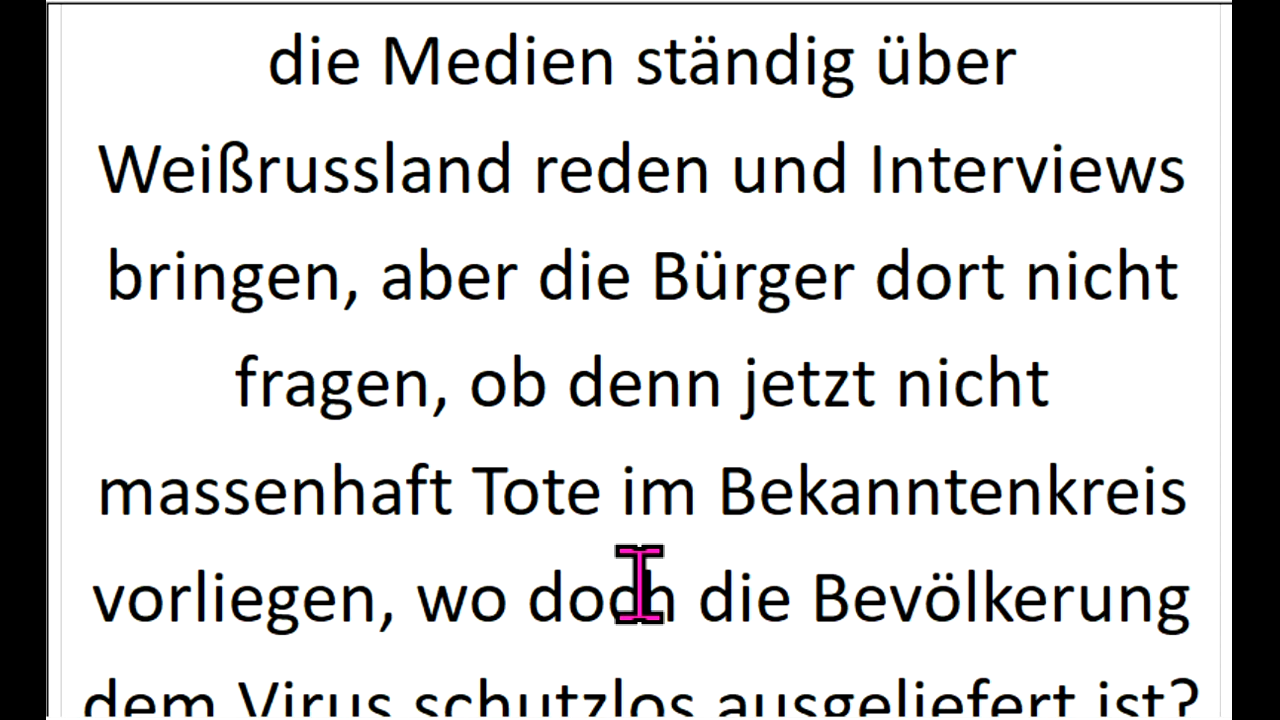 die Medien ständig über
Weißrussland reden und Interviews
bringen, aber die Bürger dort nicht
fragen, ob denn jetzt nicht
massenhaft Tote im Bekanntenkreis
vorliegen, wo doch die Bevölkerung
dem Virus schutzlos ausgeliefert ist?